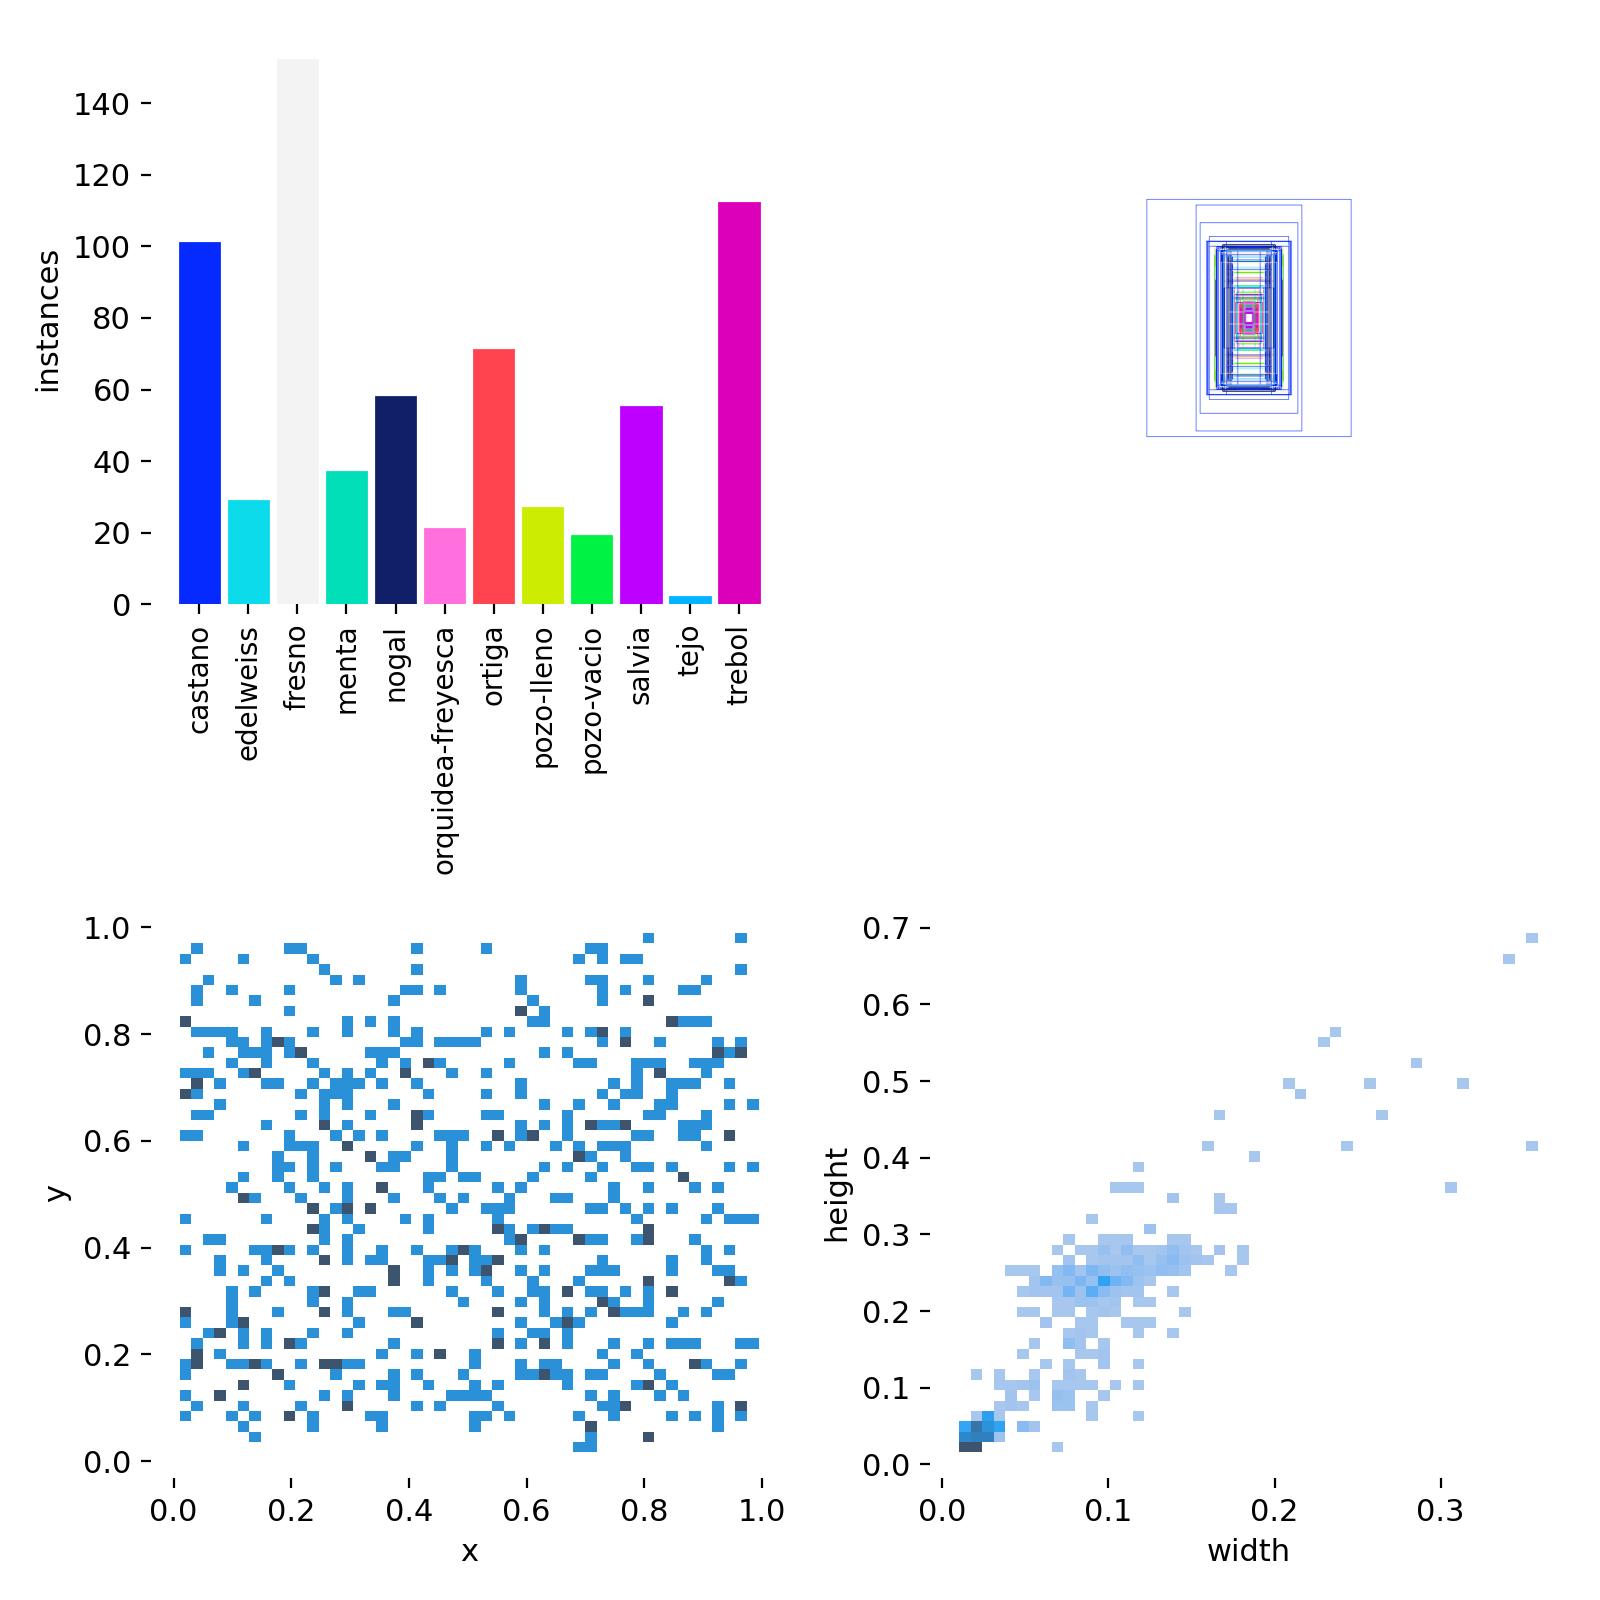 140
120
100
80
60
40
20
0
instances
castano
edelweiss
fresno
menta
nogal
orquidea-freyesca
ortiga
pozo-lleno
pozo-vacio
salvia
tejo
trebol
1.0
0.8
0.6
0.4
0.2
0.0
y
0.0 0.2 0.4 0.6 0.8 1.0
x
0.7
0.6
0.5
0.4
0.3
0.2
0.1
0.0
height
0.0 0.1 0.2 0.3
width